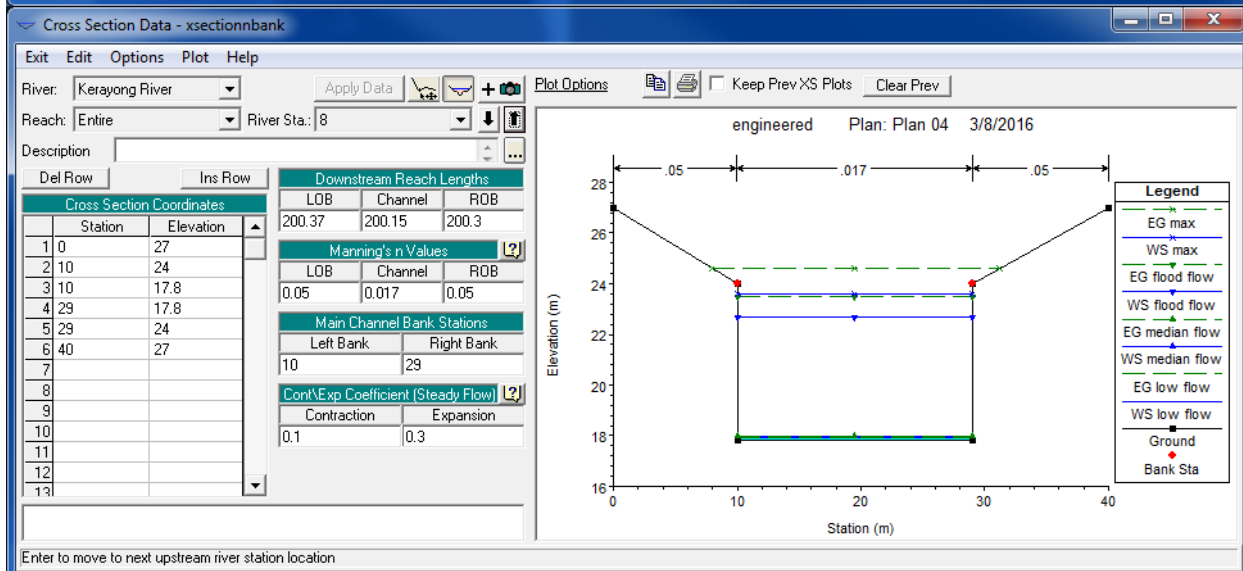 Cross Section Data - xsectionnbank
Exit Edit Options Plot Help
River: Kerayong River Apply Data + Plot Options Keep Prev XS Plots Clear Prev
Reach: Entire River Sta.: 8
Description ...
Del Row Ins Row
Cross Section Coordinates
Station Elevation
1 0 27
2 10 24
3 10 17.8
4 29 17.8
5 29 24
6 40 27
7
8
9
10
11
12
13
Downstream Reach Lengths
LOB Channel ROB
200.37 200.15 200.3
Manning's n Values
LOB Channel ROB
0.05 0.017 0.05
Main Channel Bank Stations
Left Bank Right Bank
10 29
Cont\Exp Coefficient (Steady Flow)
Contraction Expansion
0.1 0.3
engineered Plan: Plan 04 3/8/2016
.05 .017 .05
28
26
24
22
20
18
16
Elevation (m)
0 10 20 30 40
Station (m)
Legend
EG max
WS max
EG flood flow
WS flood flow
EG median flow
WS median flow
EG low flow
WS low flow
Ground
Bank Sta
Enter to move to next upstream river station location